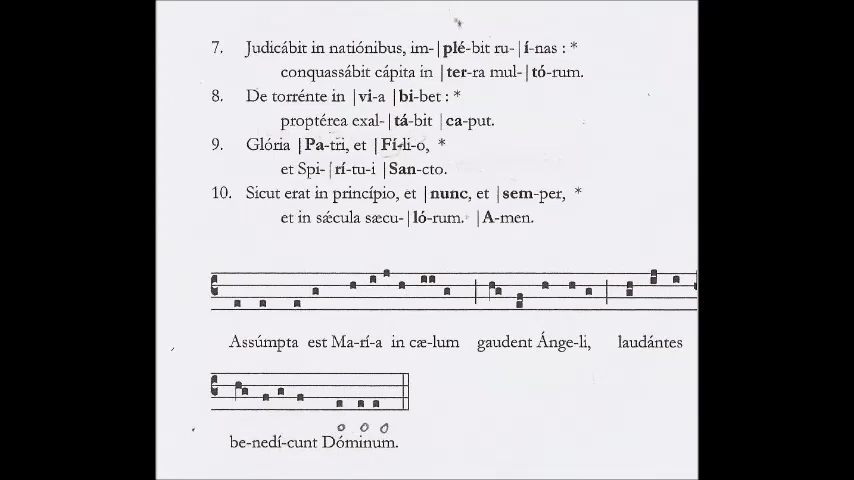 7. Judicábit in natiónibus, im-|plé-bit ru-|í-nas : *
conquassábit cápita in |ter-ra mul-|tó-rum.
8. De torrénte in |vi-a |bi-bet : *
proptérea exal-|tá-bit |ca-put.
9. Glória |Pa-tri, et |Fí-li-o, *
et Spi-|rí-tu-i |San-cto.
10. Sicut erat in princípio, et |nunc, et |sem-per, *
et in sǽcula sæcu-|ló-rum. |A-men.
Assúmpta est Ma-rí-a in cæ-lum gaudent Ánge-li, laudántes
be-nedí-cunt Dóminum.